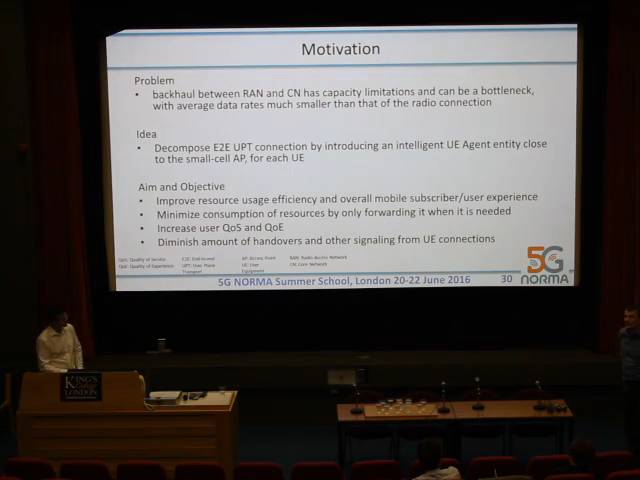 Motivation
Problem
• backhaul between RAN and CN has capacity limitations and can be a bottleneck,
with average data rates much smaller than that of the radio connection
Idea
• Decompose E2E UPT connection by introducing an intelligent UE Agent entity close
to the small-cell AP, for each UE
Aim and Objective
• Improve resource usage efficiency and overall mobile subscriber/user experience
• Minimize consumption of resources by only forwarding it when it is needed
• Increase user QoS and QoE
• Diminish amount of handovers and other signaling from UE connections
QoS: Quality of Service
QoE: Quality of Experience
E2E: End-to-end
UPT: User Plane
Transport
AP: Access Point
UE: User
Equipment
RAN: Radio Access Network
CN: Core Network
5G NORMA Summer School, London 20-22 June 2016 30
5G
NORMA
KING'S
College
LONDON